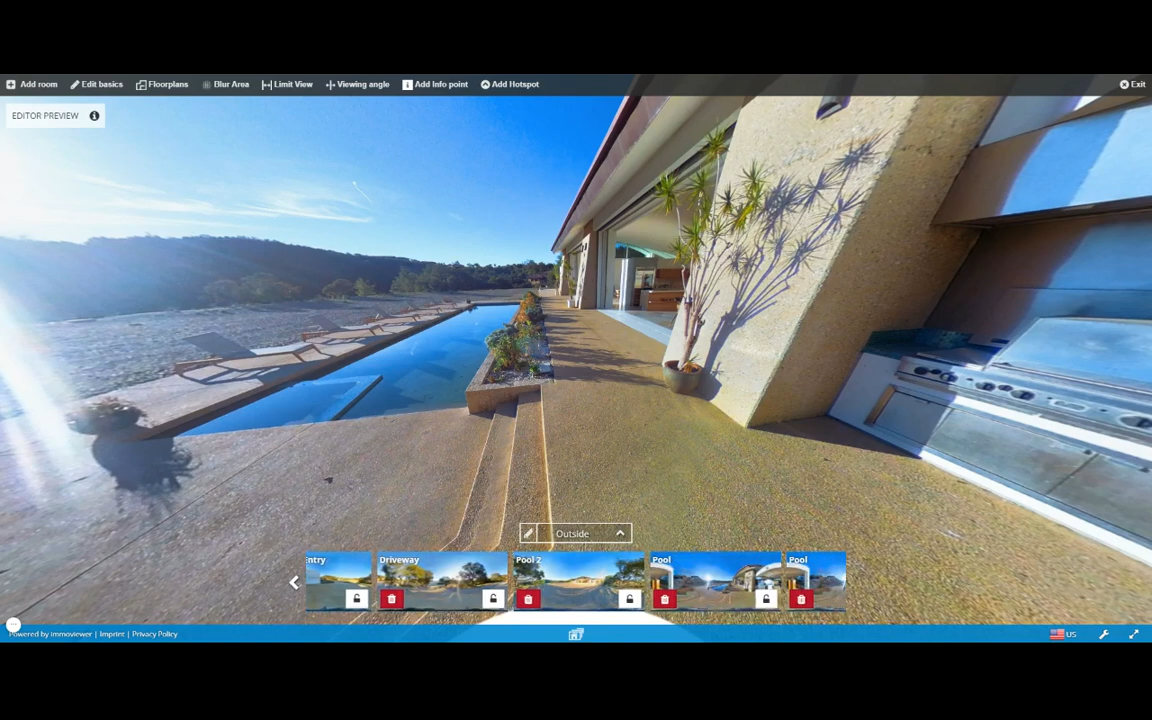 Add room Edit basics Floorplans Blur Area Limit View Viewing angle Add Info point Add Hotspot Exit
EDITOR PREVIEW
Outside
ntry Driveway Pool 2 Pool Pool
Powered by Immoviewer | Imprint | Privacy Policy US